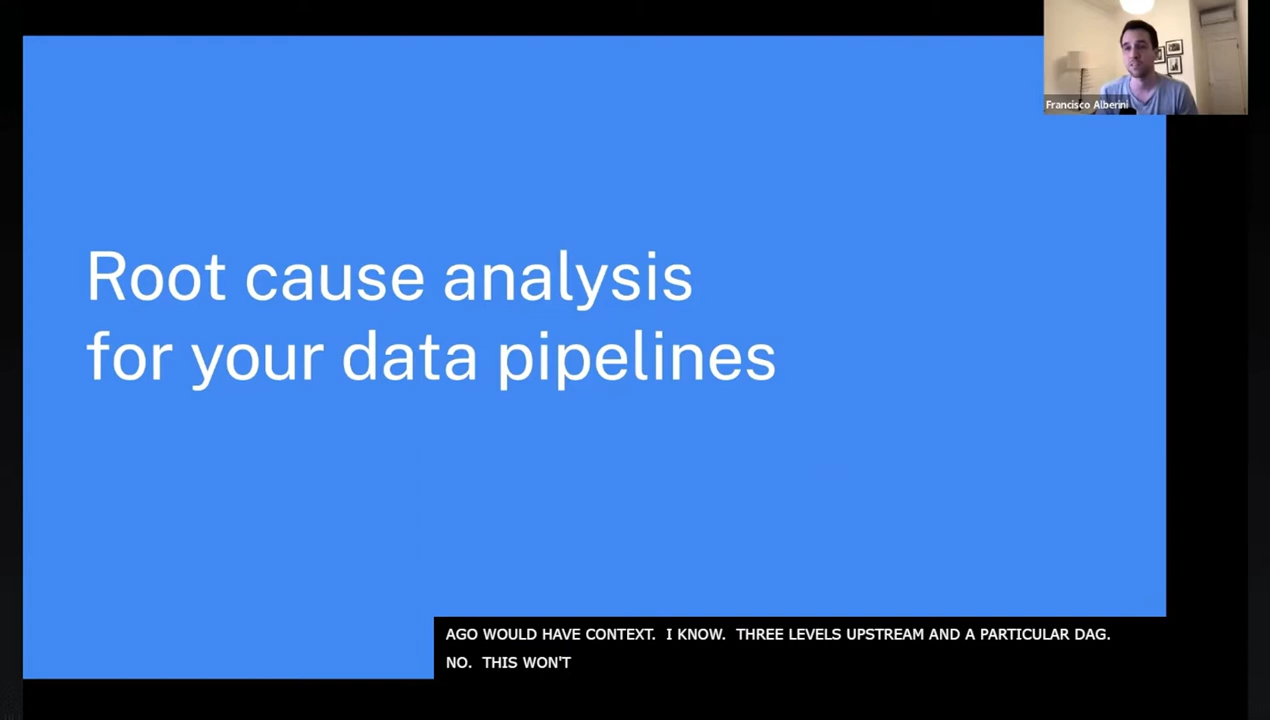 Francisco Alberini
Root cause analysis
for your data pipelines
AGO WOULD HAVE CONTEXT.  I KNOW.  THREE LEVELS UPSTREAM AND A PARTICULAR DAG.
NO.  THIS WON'T